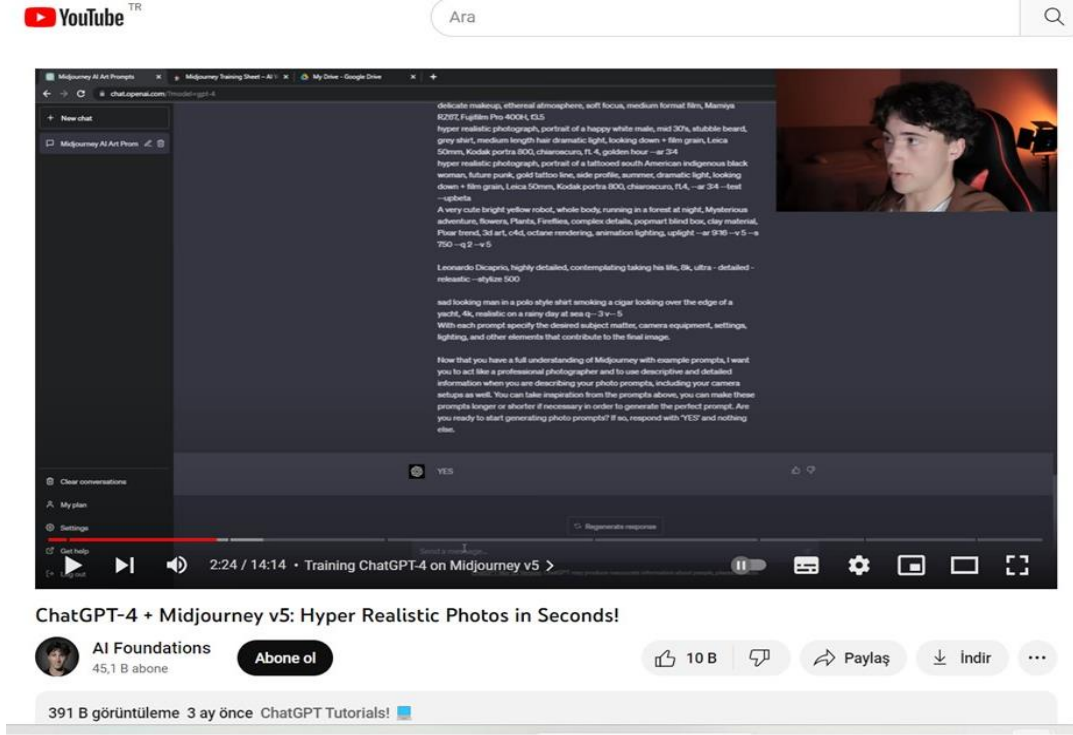 YouTube TR
Ara
Midjourney AI Art Prompts
Midjourney Training Sheet – AI
My Drive - Google Drive
chat.openai.com/?model=gpt-4
New chat
Midjourney AI Art Prom
delicate makeup, ethereal atmosphere, soft focus, medium format film, Mamiya
RZ67, Fujifilm Pro 400H, f3.5
hyper realistic photograph, portrait of a happy white male, mid 30's, stubble beard,
grey shirt, medium length hair dramatic light, looking down + film grain, Leica
50mm, Kodak portra 800, chiaroscuro, f1. 4, golden hour --ar 3:4
hyper realistic photograph, portrait of a tattooed south American indigenous black
woman, future punk, gold tattoo line, side profile, summer, dramatic light, looking
down + film grain, Leica 50mm, Kodak portra 800, chiaroscuro, f1.4, --ar 3:4 --test
--upbeta
A very cute bright yellow robot, whole body, running in a forest at night, Mysterious
adventure, flowers, Plants, Fireflies, complex details, popmart blind box, clay material,
Pixar trend, 3d art, c4d, octane rendering, animation lighting, uplight --ar 9:16 --v 5 --s
750 --q 2 --v 5
Leonardo Dicaprio, highly detailed, contemplating taking his life, 8k, ultra - detailed -
releastic --stylize 500
sad looking man in a polo style shirt smoking a cigar looking over the edge of a
yacht, 4k, realistic on a rainy day at sea q-- 3 v-- 5
With each prompt specify the desired subject matter, camera equipment, settings,
lighting, and other elements that contribute to the final image.
Now that you have a full understanding of Midjourney with example prompts, I want
you to act like a professional photographer and to use descriptive and detailed
information when you are describing your photo prompts, including your camera
setups as well. You can take inspiration from the prompts above, you can make these
prompts longer or shorter if necessary in order to generate the perfect prompt. Are
you ready to start generating photo prompts? If so, respond with "YES" and nothing
else.
YES
Clear conversations
My plan
Settings
Get help
Log out
Regenerate response
Send a message...
2:24 / 14:14 • Training ChatGPT-4 on Midjourney v5 >
ChatGPT-4 + Midjourney v5: Hyper Realistic Photos in Seconds!
AI Foundations
45,1 B abone
Abone ol
10 B
Paylaş
İndir
391 B görüntüleme 3 ay önce ChatGPT Tutorials!